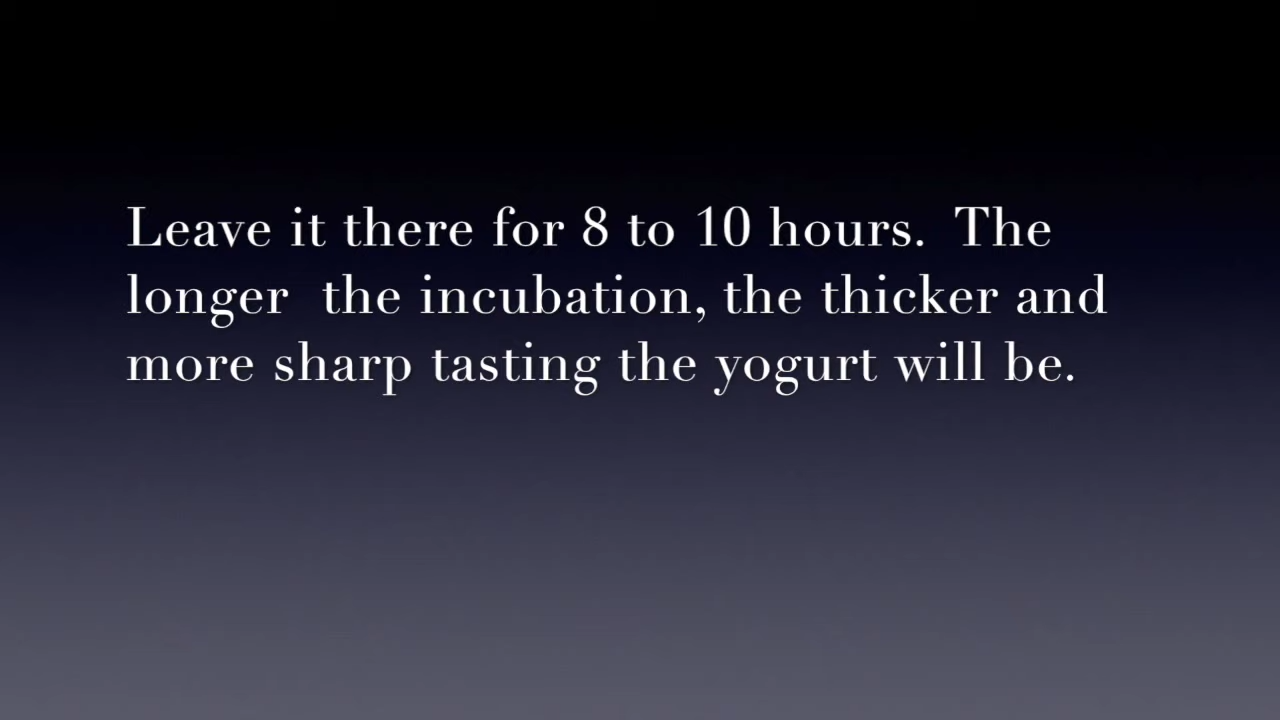 Leave it there for 8 to 10 hours.  The
longer  the incubation, the thicker and
more sharp tasting the yogurt will be.